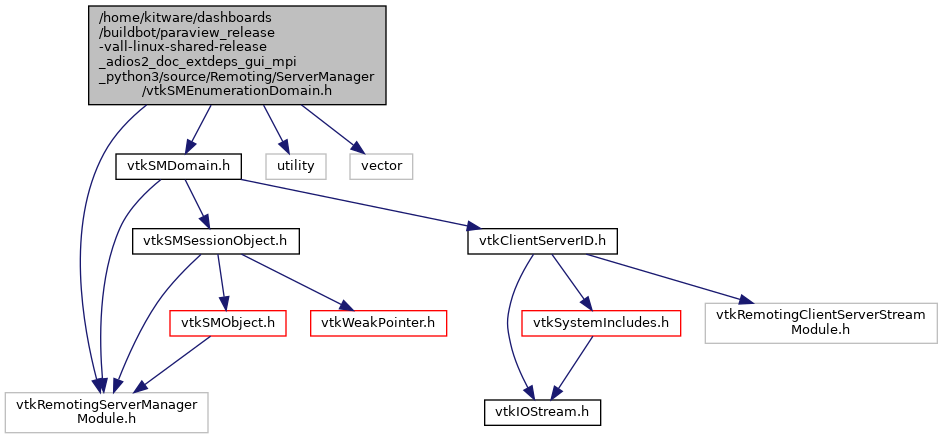 /home/kitware/dashboards
/buildbot/paraview_release
-vall-linux-shared-release
_adios2_doc_extdeps_gui_mpi
_python3/source/Remoting/ServerManager
/vtkSMEnumerationDomain.h
vtkSMDomain.h
utility
vector
vtkSMSessionObject.h
vtkClientServerID.h
vtkSMObject.h
vtkWeakPointer.h
vtkSystemIncludes.h
vtkRemotingClientServerStream
Module.h
vtkRemotingServerManager
Module.h
vtkIOStream.h